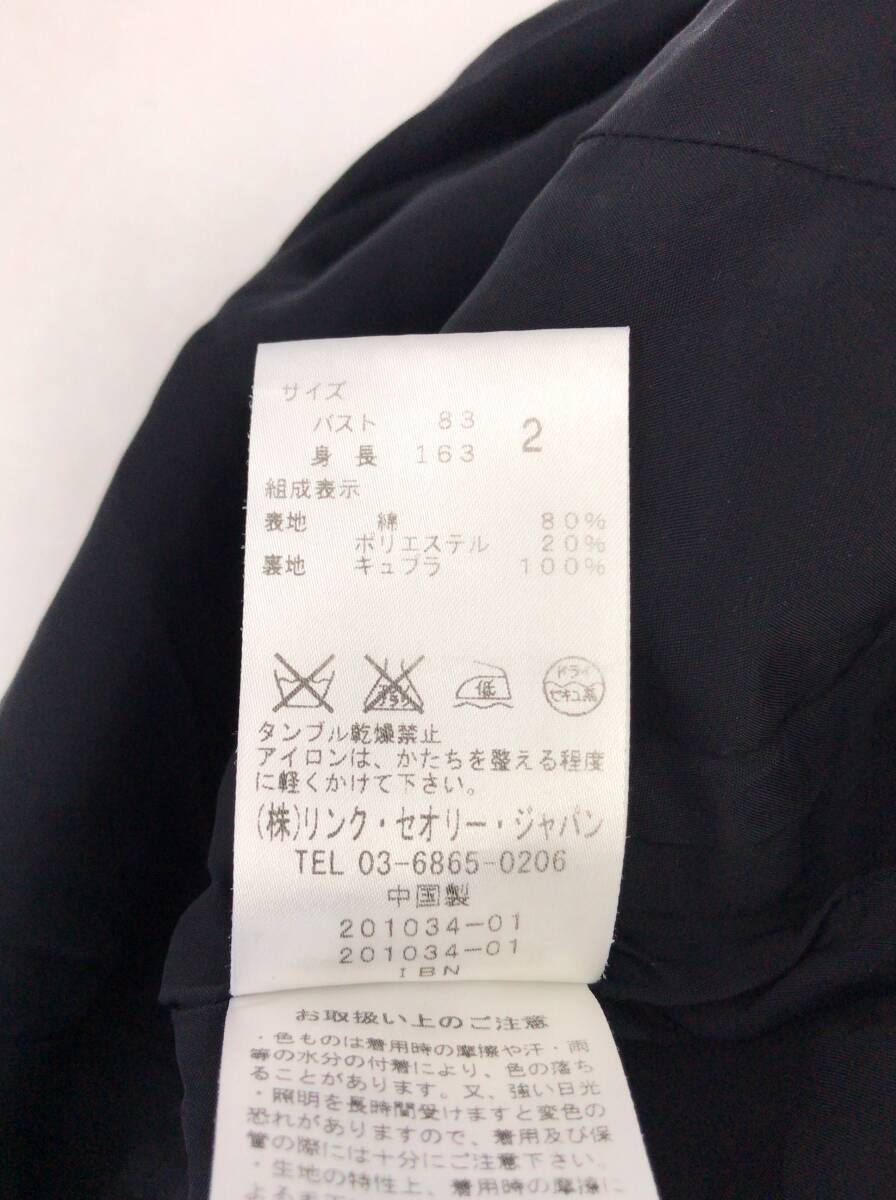 サイズ
バスト 83 2
身長 163
組成表示
表地 綿 80%
ポリエステル 20%
裏地 キュプラ 100%
エンソサラシ 低 ドライ セキユ系
タンブル乾燥禁止
アイロンは、かたちを整える程度
に軽くかけて下さい。
(株)リンク・セオリー・ジャパン
TEL 03-6865-0206
中国製
201034-01
201034-01
IBN
お取扱い上のご注意
・色ものは着用時の摩擦や汗・雨
等の水分の付着により、色の落ち
ることがあります。又、強い日光
・照明を長時間受けますと変色の
恐れがありますので、着用及び保
管の際には十分にご注意下さい。
・生地の特性上、着用時の摩擦に